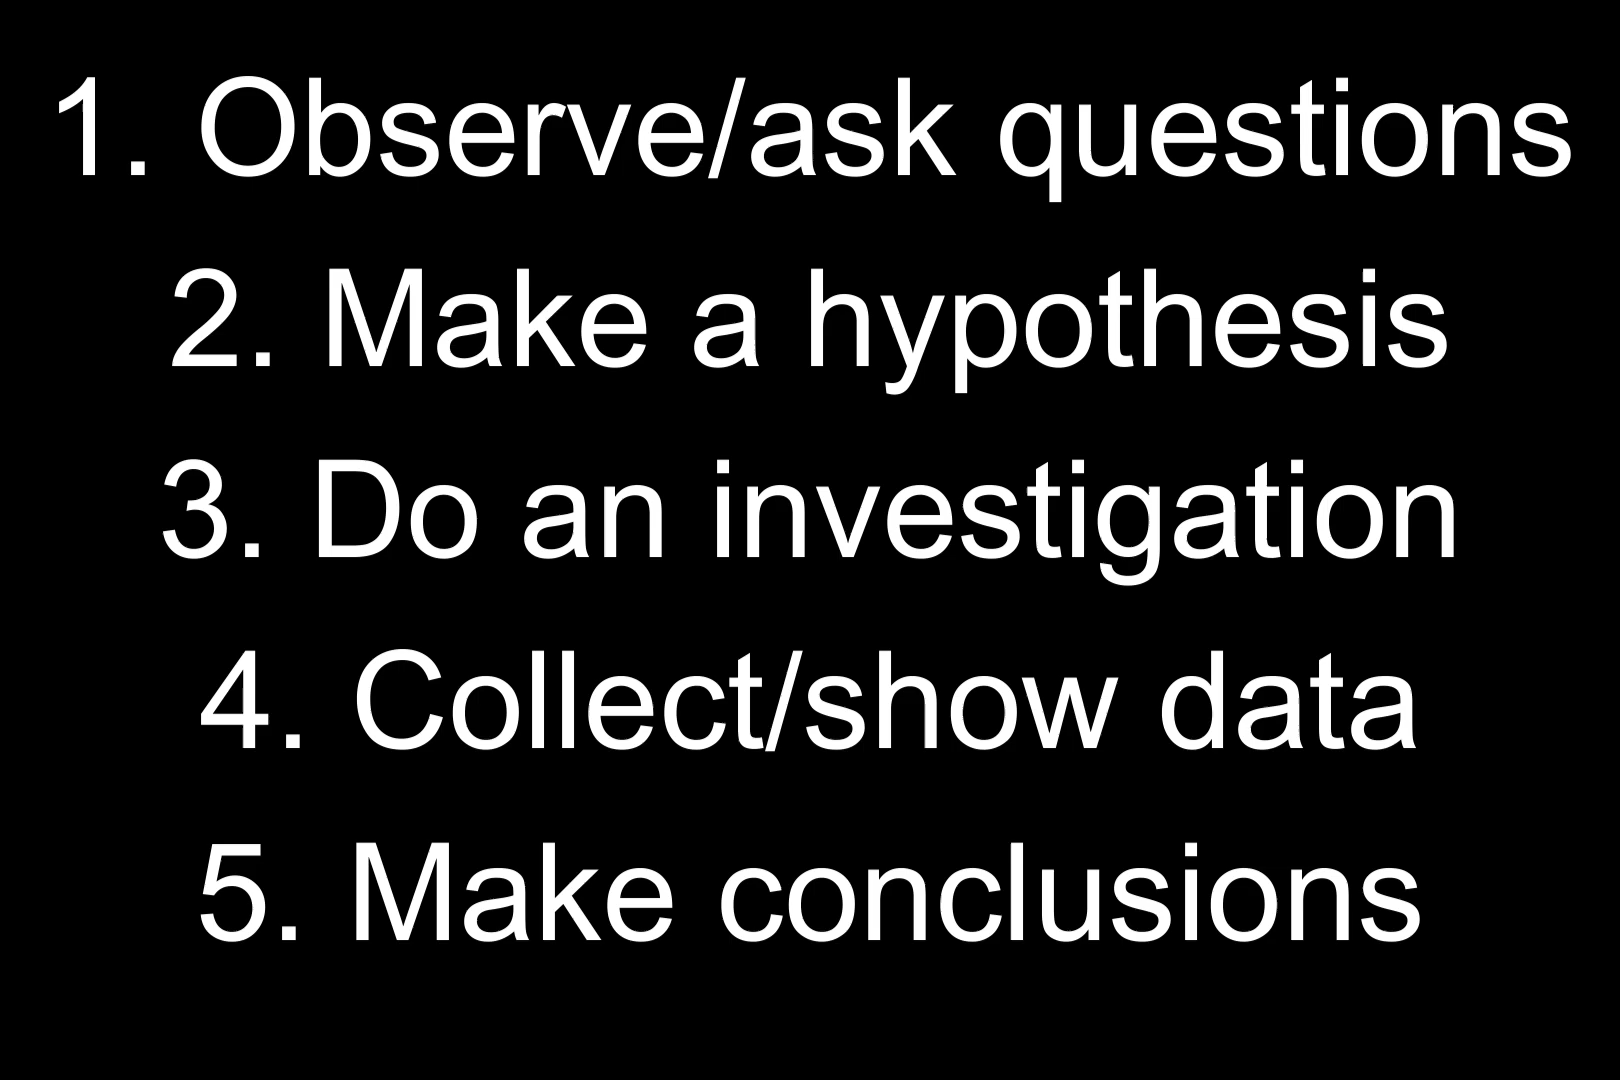 1. Observe/ask questions
2. Make a hypothesis
3. Do an investigation
4. Collect/show data
5. Make conclusions